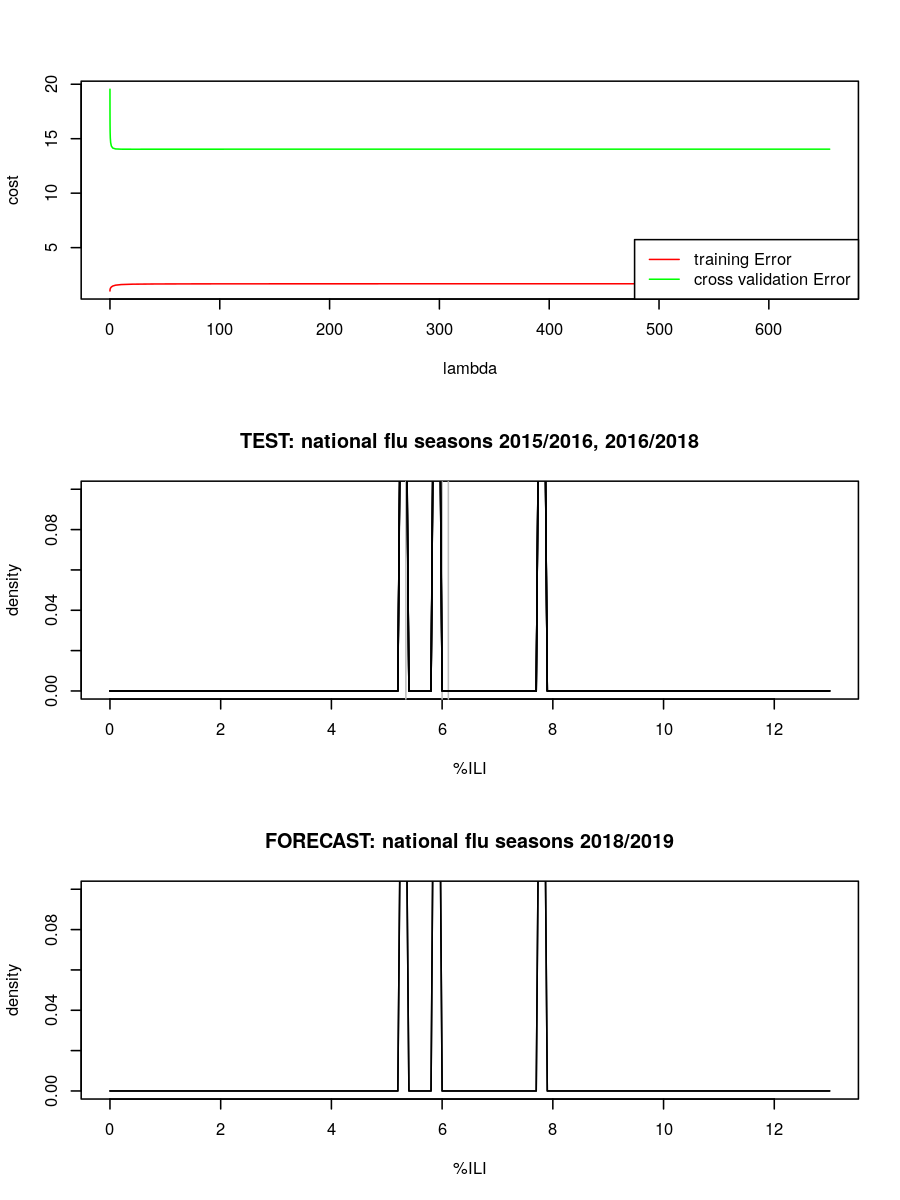 cost
20
15
10
5
training Error
cross validation Error
0 100 200 300 400 500 600
lambda
TEST: national flu seasons 2015/2016, 2016/2018
density
0.08
0.04
0.00
0 2 4 6 8 10 12
%ILI
FORECAST: national flu seasons 2018/2019
density
0.08
0.04
0.00
0 2 4 6 8 10 12
%ILI